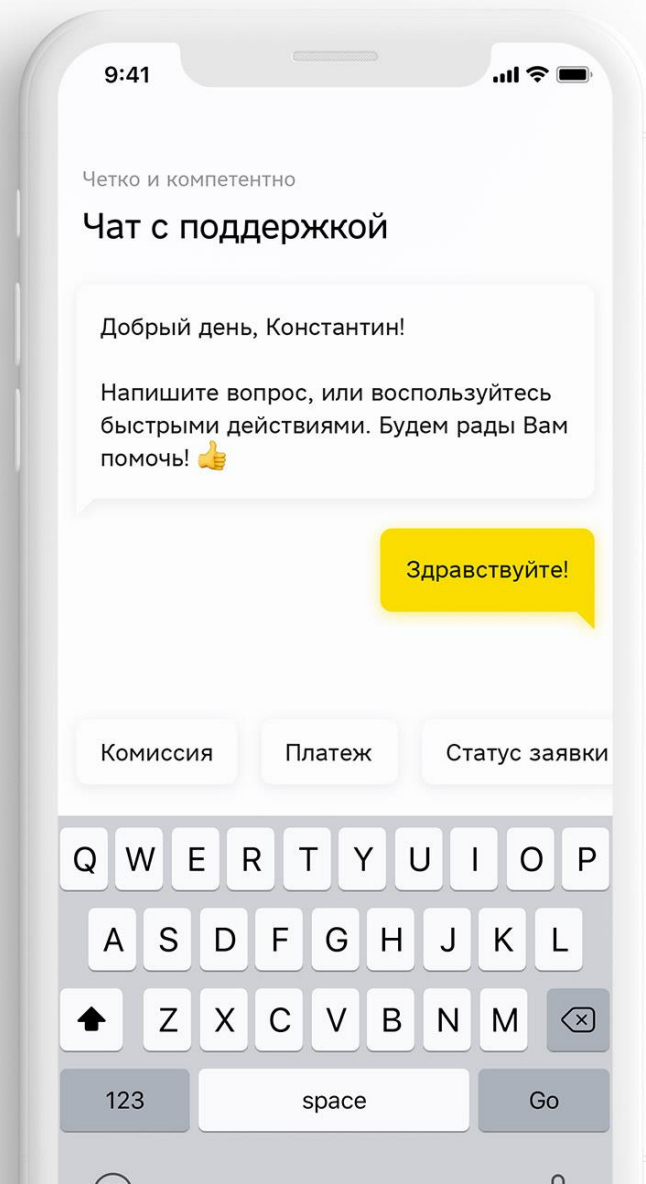 9:41
Четко и компетентно
Чат с поддержкой
Добрый день, Константин!
Напишите вопрос, или воспользуйтесь
быстрыми действиями. Будем рады Вам
помочь! 👍
Здравствуйте!
Комиссия Платеж Статус заявки
Q W E R T Y U I O P
A S D F G H J K L
Z X C V B N M
123 space Go